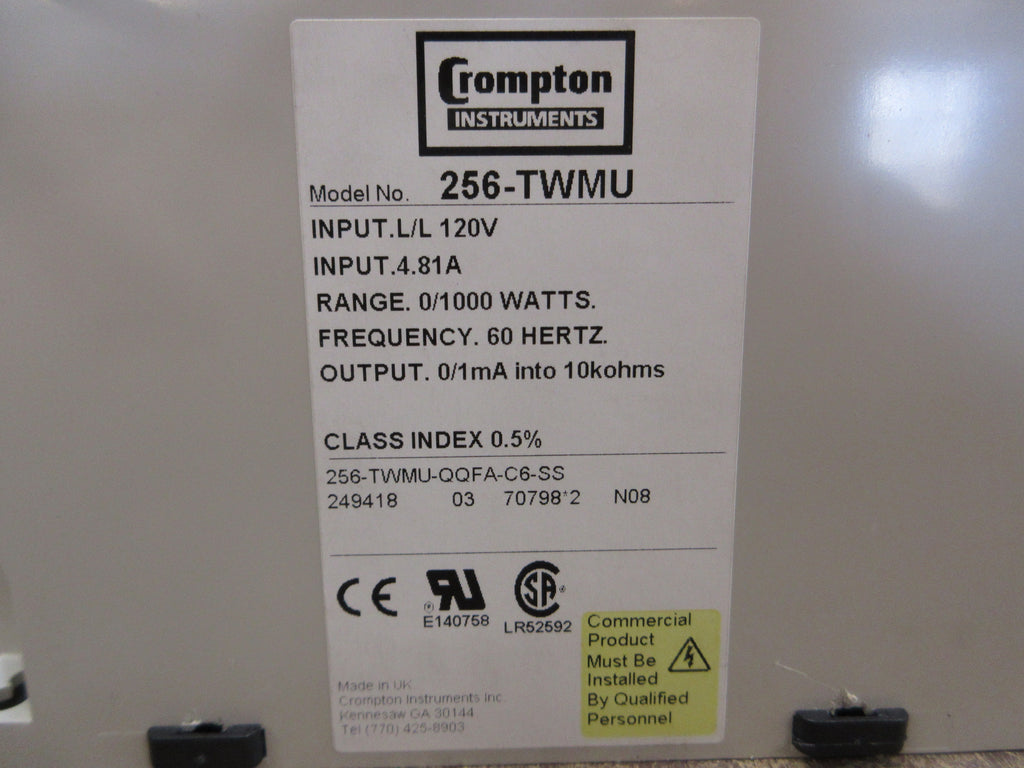 Crompton
INSTRUMENTS
Model No. 256-TWMU
INPUT.L/L 120V
INPUT.4.81A
RANGE. 0/1000 WATTS.
FREQUENCY. 60 HERTZ.
OUTPUT. 0/1mA into 10kohms
CLASS INDEX 0.5%
256-TWMU-QQFA-C6-SS
249418 03 70798*2 N08
CE RU ® SA ®
E140758 LR52592
Commercial
Product
Must Be
Installed
By Qualified
Personnel
Made in UK
Crompton Instruments Inc.
Kennesaw GA 30144
Tel (770) 425-8903